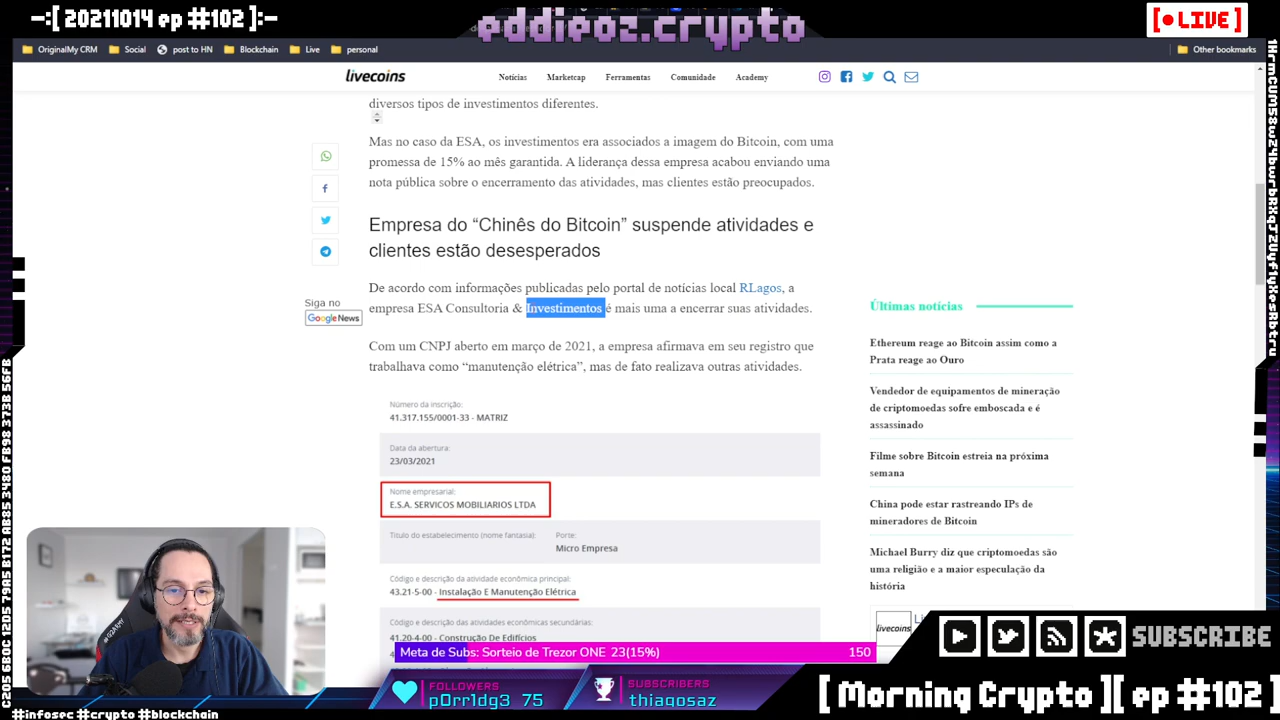 —:[ 20211014 ep #102 ]:—
eddieoz.crypto
[● LIVE]
OriginalMy CRM
Social
post to HN
Blockchain
Live
personal
Other bookmarks
livecoins
Notícias
Marketcap
Ferramentas
Comunidade
Academy
diversos tipos de investimentos diferentes.
Mas no caso da ESA, os investimentos era associados a imagem do Bitcoin, com uma
promessa de 15% ao mês garantida. A liderança dessa empresa acabou enviando uma
nota pública sobre o encerramento das atividades, mas clientes estão preocupados.
Empresa do “Chinês do Bitcoin” suspende atividades e
clientes estão desesperados
De acordo com informações publicadas pelo portal de notícias local RLagos, a
empresa ESA Consultoria & Investimentos é mais uma a encerrar suas atividades.
Siga no
Google News
Com um CNPJ aberto em março de 2021, a empresa afirmava em seu registro que
trabalhava como “manutenção elétrica”, mas de fato realizava outras atividades.
Número da inscrição:
41.317.155/0001-33 - MATRIZ
Data da abertura:
23/03/2021
Nome empresarial:
E.S.A. SERVICOS MOBILIARIOS LTDA
Título do estabelecimento (nome fantasia):
Porte:
Micro Empresa
Código e descrição da atividade econômica principal:
43.21-5-00 - Instalação E Manutenção Elétrica
Código e descrição das atividades econômicas secundárias:
41.20-4-00 - Construção De Edifícios
Últimas notícias
Ethereum reage ao Bitcoin assim como a
Prata reage ao Ouro
Vendedor de equipamentos de mineração
de criptomoedas sofre emboscada e é
assassinado
Filme sobre Bitcoin estreia na próxima
semana
China pode estar rastreando IPs de
mineradores de Bitcoin
Michael Burry diz que criptomoedas são
uma religião e a maior especulação da
história
livecoins
Meta de Subs: Sorteio de Trezor ONE 23(15%)
150
SUBSCRIBE
FOLLOWERS
p0rr1dg3 75
SUBSCRIBERS
thiagosaz
[ Morning Crypto ][ ep #102 ]
#infosec #crypto #blockchain